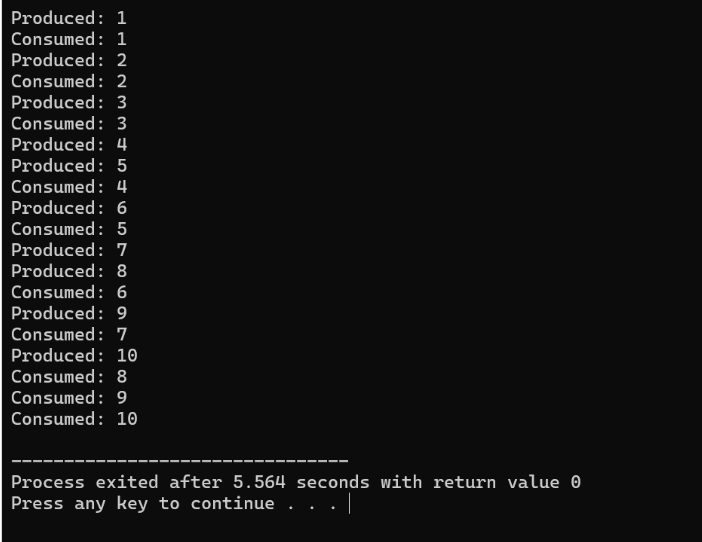 Produced: 1
Consumed: 1
Produced: 2
Consumed: 2
Produced: 3
Consumed: 3
Produced: 4
Produced: 5
Consumed: 4
Produced: 6
Consumed: 5
Produced: 7
Produced: 8
Consumed: 6
Produced: 9
Consumed: 7
Produced: 10
Consumed: 8
Consumed: 9
Consumed: 10
--------------------------------
Process exited after 5.564 seconds with return value 0
Press any key to continue . . .